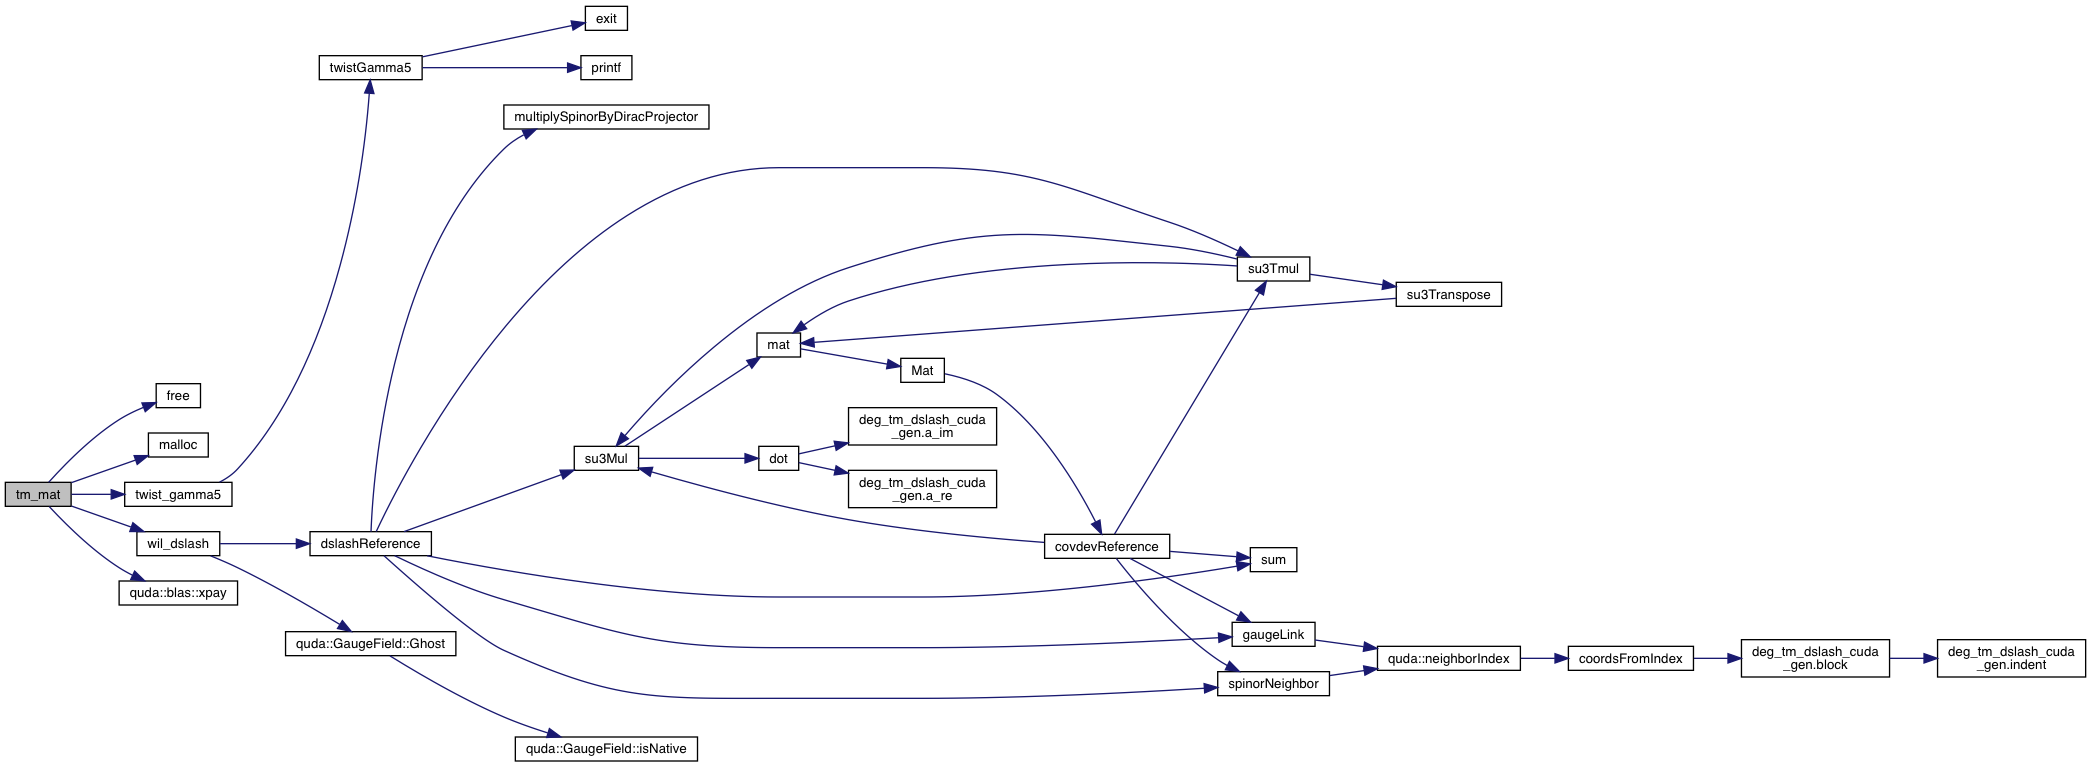 exit
twistGamma5
printf
multiplySpinorByDiracProjector
su3Tmul
su3Transpose
mat
Mat
free
deg_tm_dslash_cuda
_gen.a_im
malloc
su3Mul
dot
deg_tm_dslash_cuda
_gen.a_re
tm_mat
twist_gamma5
wil_dslash
dslashReference
covdevReference
sum
quda::blas::xpay
quda::GaugeField::Ghost
gaugeLink
quda::neighborIndex
coordsFromIndex
deg_tm_dslash_cuda
_gen.block
deg_tm_dslash_cuda
_gen.indent
spinorNeighbor
quda::GaugeField::isNative